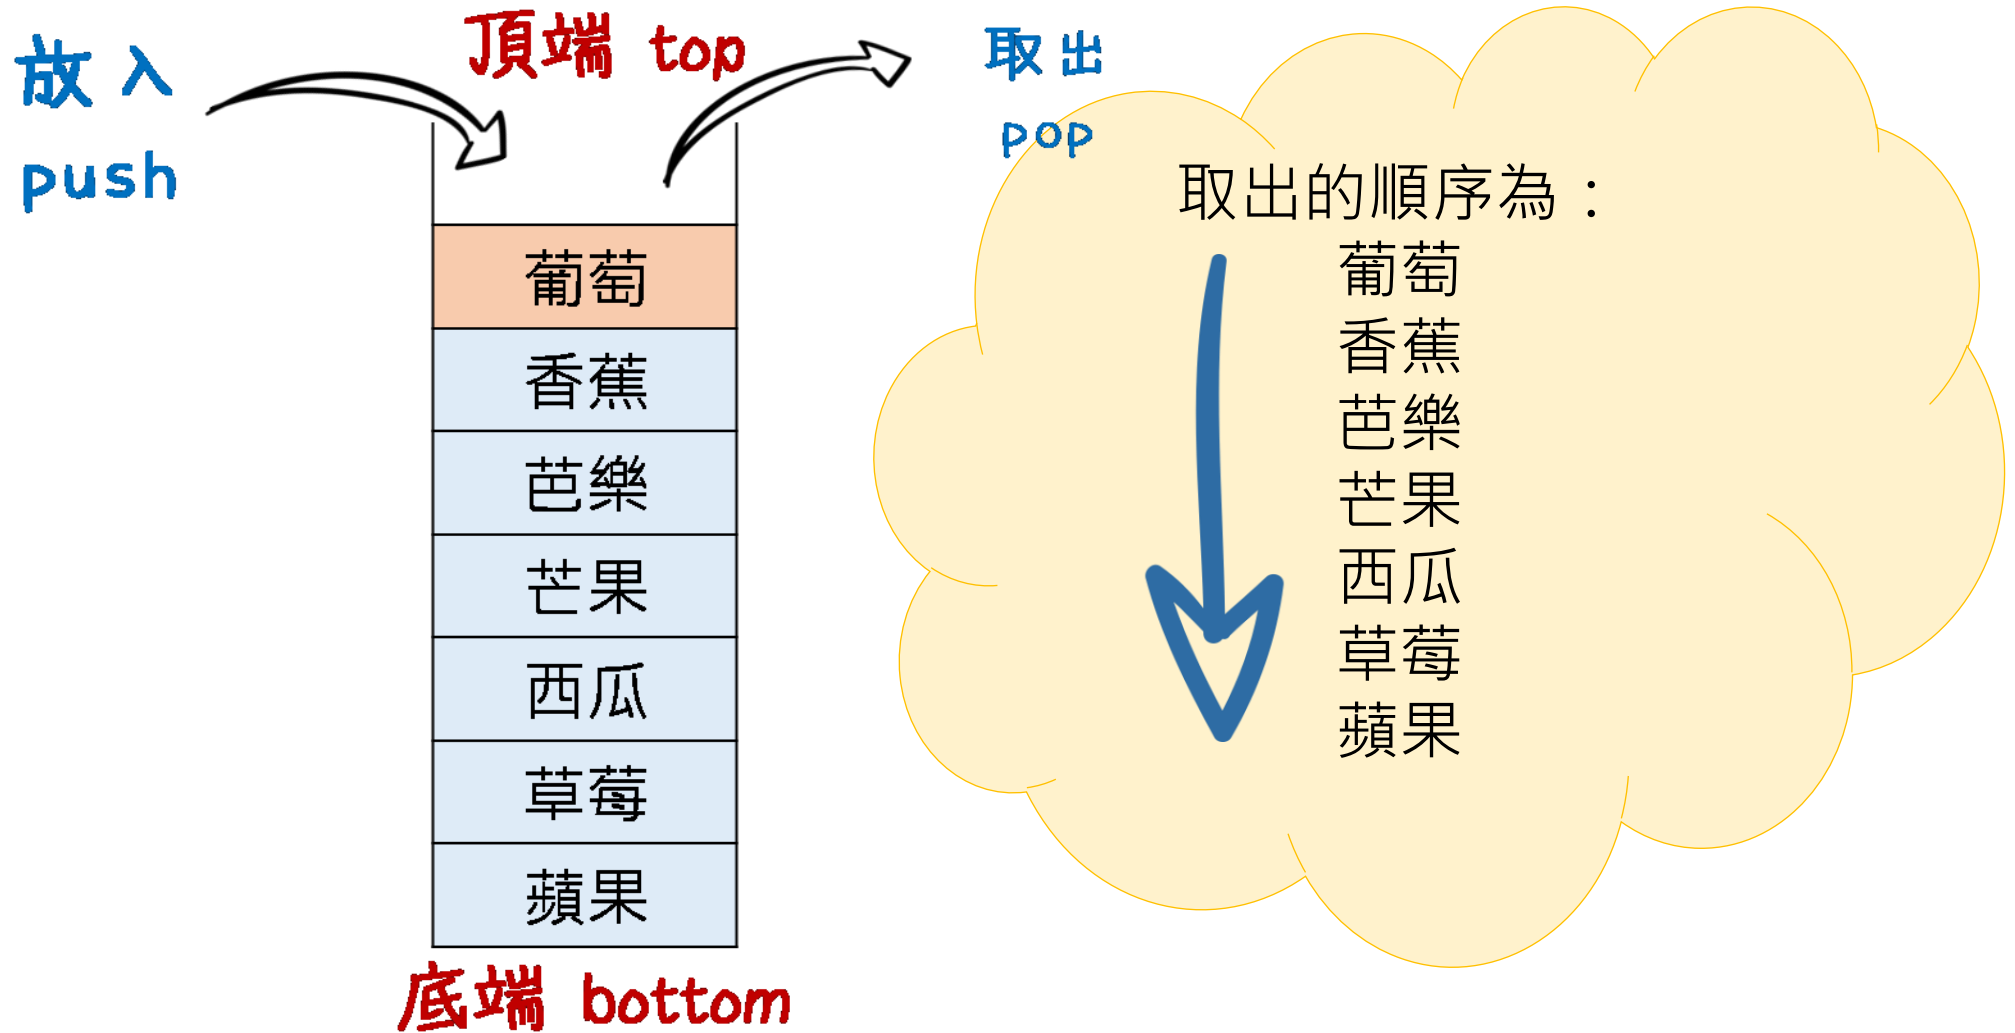 放入
push
頂端 top
取出
pop
葡萄
香蕉
芭樂
芒果
西瓜
草莓
蘋果
底端 bottom
取出的順序為：
葡萄
香蕉
芭樂
芒果
西瓜
草莓
蘋果